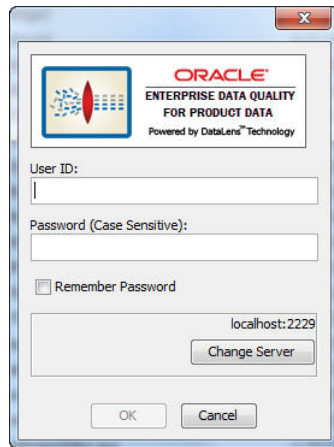 ORACLE
ENTERPRISE DATA QUALITY
FOR PRODUCT DATA
Powered by DataLens™ Technology
User ID:
Password (Case Sensitive):
Remember Password
localhost:2229
Change Server
OK
Cancel